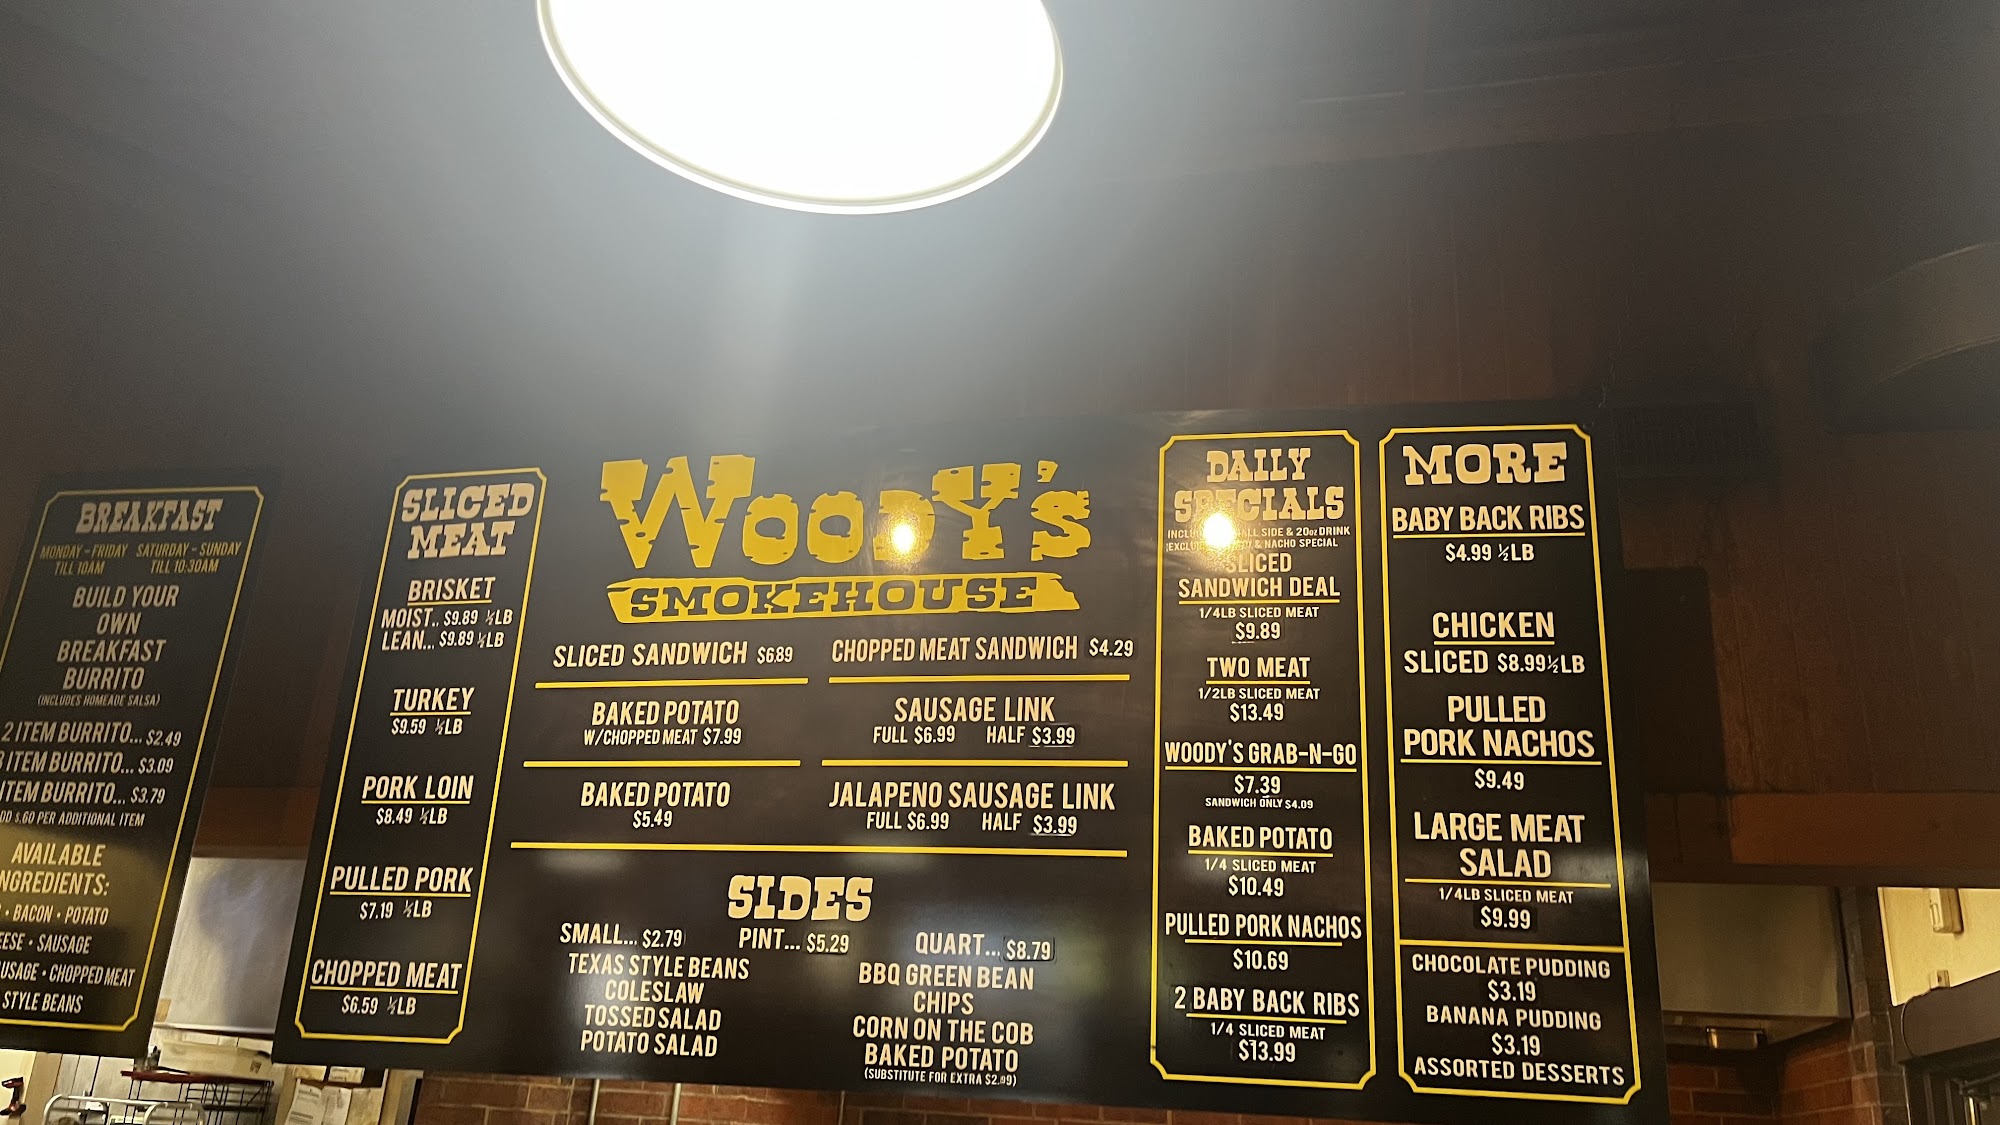 BREAKFAST
MONDAY - FRIDAY SATURDAY - SUNDAY
TILL 10AM TILL 10:30AM
BUILD YOUR
OWN
BREAKFAST
BURRITO
(INCLUDES HOMEADE SALSA)
2 ITEM BURRITO... $2.49
ITEM BURRITO... $3.09
ITEM BURRITO... $3.79
$.60 PER ADDITIONAL ITEM
AVAILABLE
NGREDIENTS:
• BACON • POTATO
• SAUSAGE
• CHOPPED MEAT
STYLE BEANS
SLICED
MEAT
BRISKET
MOIST.. $9.89 ½LB
LEAN... $9.89 ½LB
TURKEY
$9.59 ½LB
PORK LOIN
$8.49 ½LB
PULLED PORK
$7.19 ½LB
CHOPPED MEAT
$6.59 ½LB
WOODY'S
SMOKEHOUSE
SLICED SANDWICH $6.89
CHOPPED MEAT SANDWICH $4.29
BAKED POTATO
W/CHOPPED MEAT $7.99
SAUSAGE LINK
FULL $6.99 HALF $3.99
BAKED POTATO
$5.49
JALAPENO SAUSAGE LINK
FULL $6.99 HALF $3.99
SIDES
SMALL... $2.79 PINT... $5.29 QUART... $8.79
TEXAS STYLE BEANS
COLESLAW
TOSSED SALAD
POTATO SALAD
BBQ GREEN BEAN
CHIPS
CORN ON THE COB
BAKED POTATO
(SUBSTITUTE FOR EXTRA $2.99)
DAILY
SPECIALS
SIDE & 20oz DRINK
& NACHO SPECIAL
SLICED
SANDWICH DEAL
1/4LB SLICED MEAT
$9.89
TWO MEAT
1/2LB SLICED MEAT
$13.49
WOODY'S GRAB-N-GO
$7.39
SANDWICH ONLY $4.09
BAKED POTATO
1/4 SLICED MEAT
$10.49
PULLED PORK NACHOS
$10.69
2 BABY BACK RIBS
1/4 SLICED MEAT
$13.99
MORE
BABY BACK RIBS
$4.99 ½LB
CHICKEN
SLICED $8.99½LB
PULLED
PORK NACHOS
$9.49
LARGE MEAT
SALAD
1/4LB SLICED MEAT
$9.99
CHOCOLATE PUDDING
$3.19
BANANA PUDDING
$3.19
ASSORTED DESSERTS